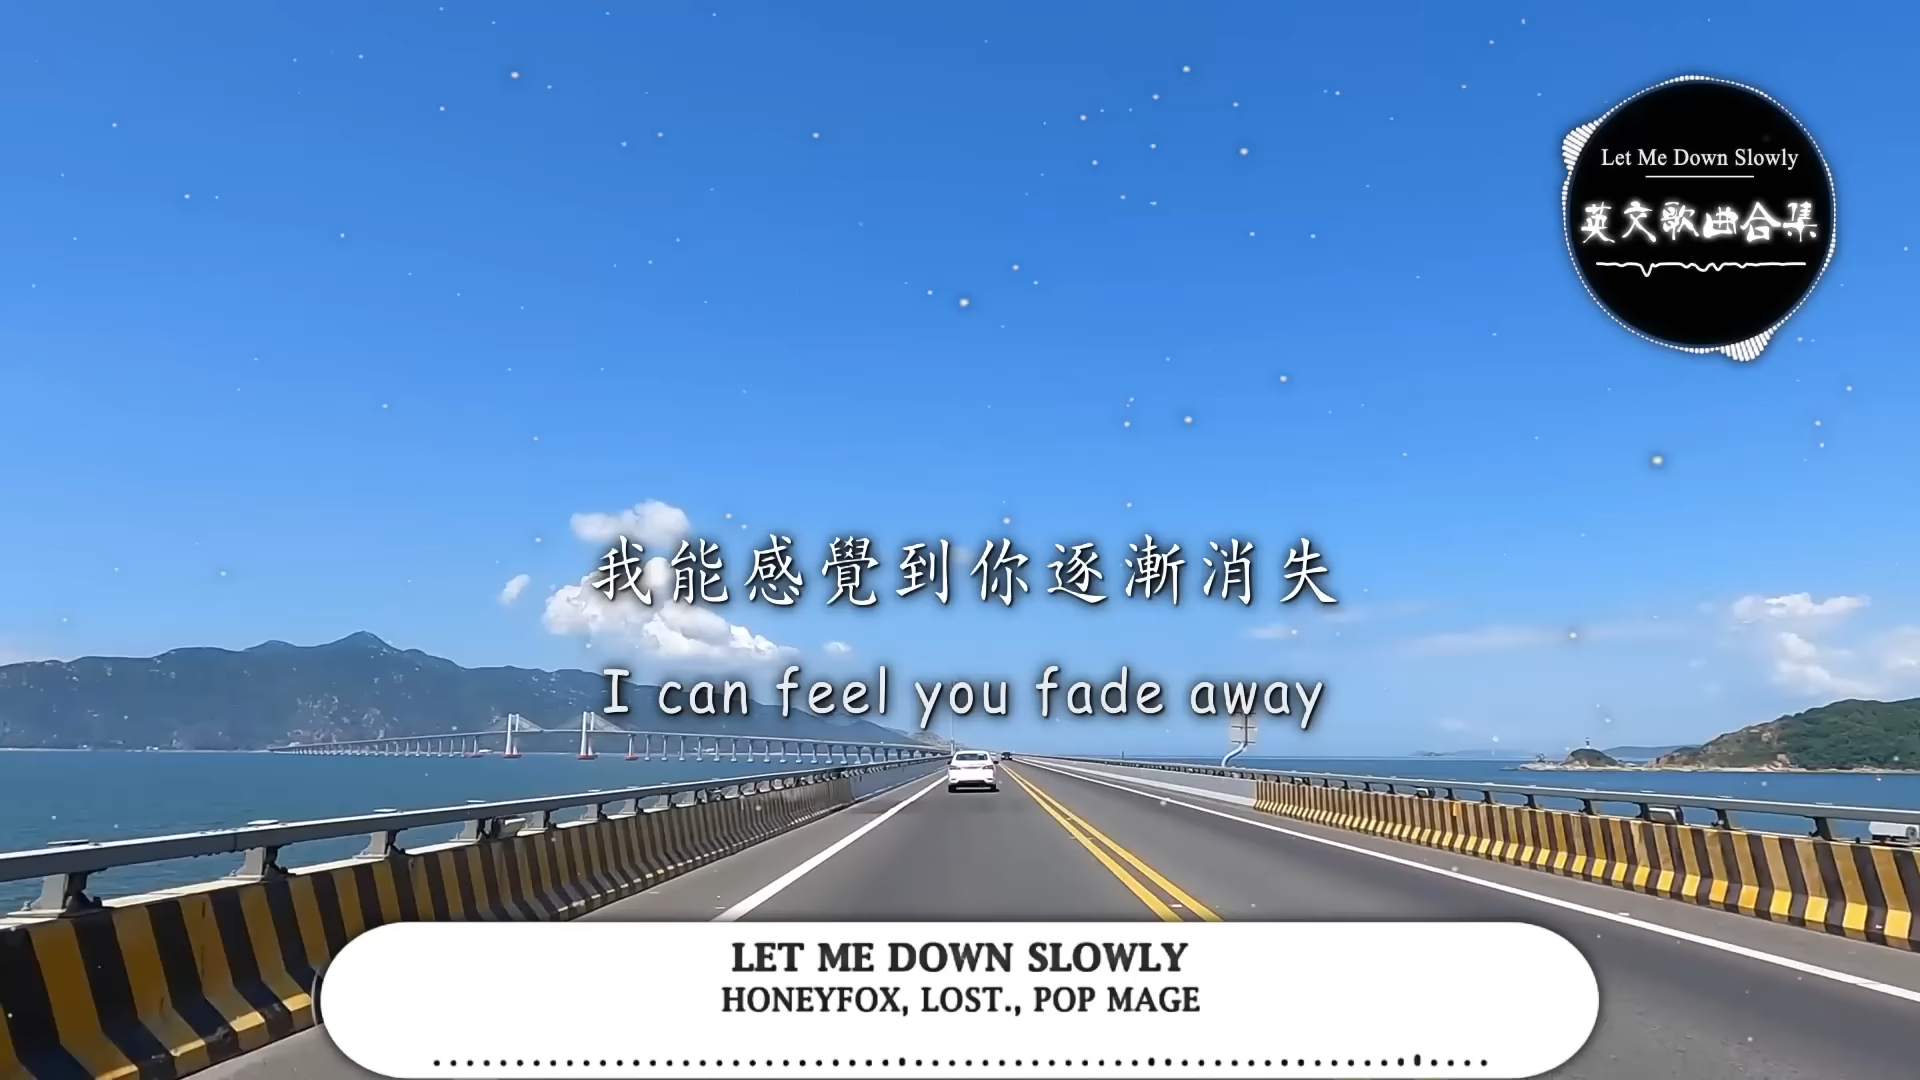 Let Me Down Slowly
英文歌曲合集
我能感覺到你逐漸消失
I can feel you fade away
LET ME DOWN SLOWLY
HONEYFOX, LOST., POP MAGE